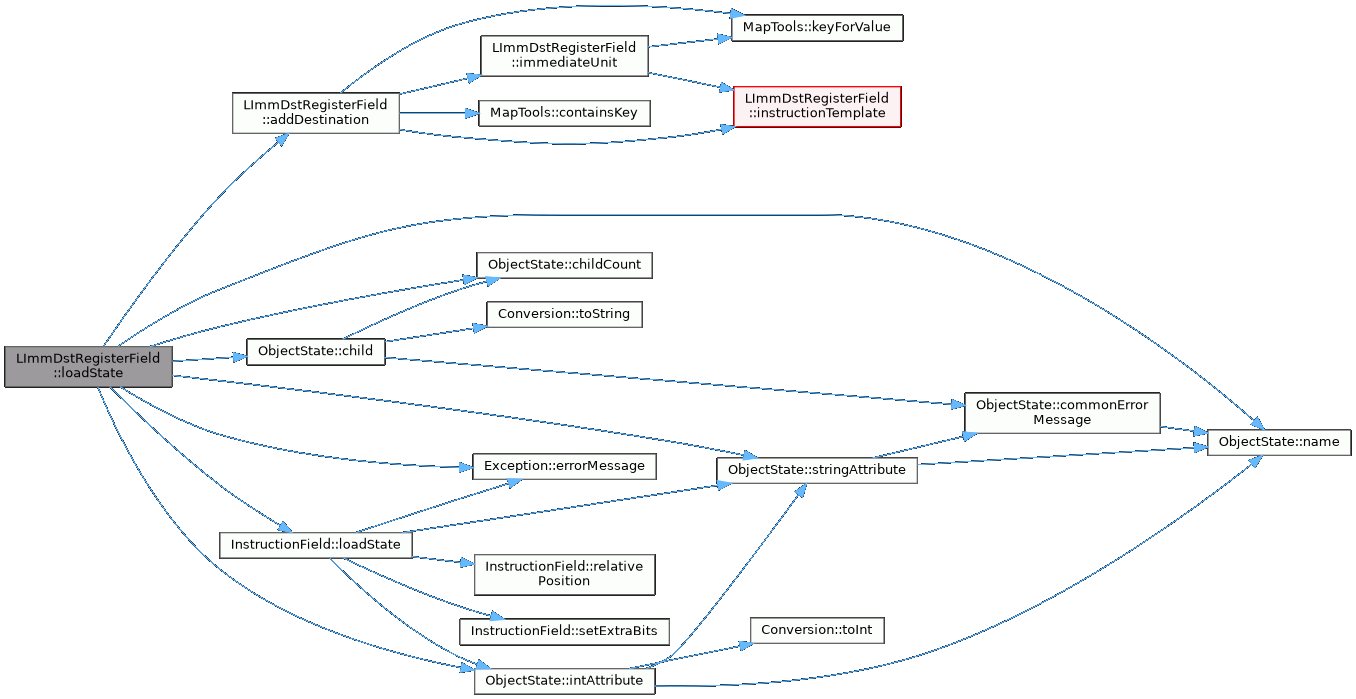 MapTools::keyForValue
LImmDstRegisterField
::immediateUnit
LImmDstRegisterField
::addDestination
MapTools::containsKey
LImmDstRegisterField
::instructionTemplate
ObjectState::childCount
Conversion::toString
LImmDstRegisterField
::loadState
ObjectState::child
ObjectState::commonError
Message
ObjectState::name
Exception::errorMessage
ObjectState::stringAttribute
InstructionField::loadState
InstructionField::relative
Position
InstructionField::setExtraBits
Conversion::toInt
ObjectState::intAttribute